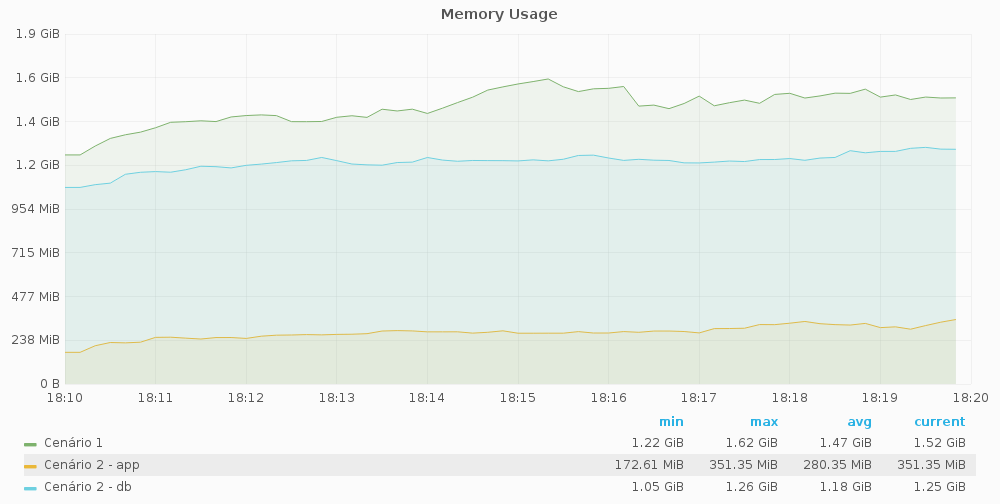 Memory Usage
1.9 GiB
1.6 GiB
1.4 GiB
1.2 GiB
954 MiB
715 MiB
477 MiB
238 MiB
0 B
18:10 18:11 18:12 18:13 18:14 18:15 18:16 18:17 18:18 18:19 18:20
min max avg current
Cenário 1 1.22 GiB 1.62 GiB 1.47 GiB 1.52 GiB
Cenário 2 - app 172.61 MiB 351.35 MiB 280.35 MiB 351.35 MiB
Cenário 2 - db 1.05 GiB 1.26 GiB 1.18 GiB 1.25 GiB